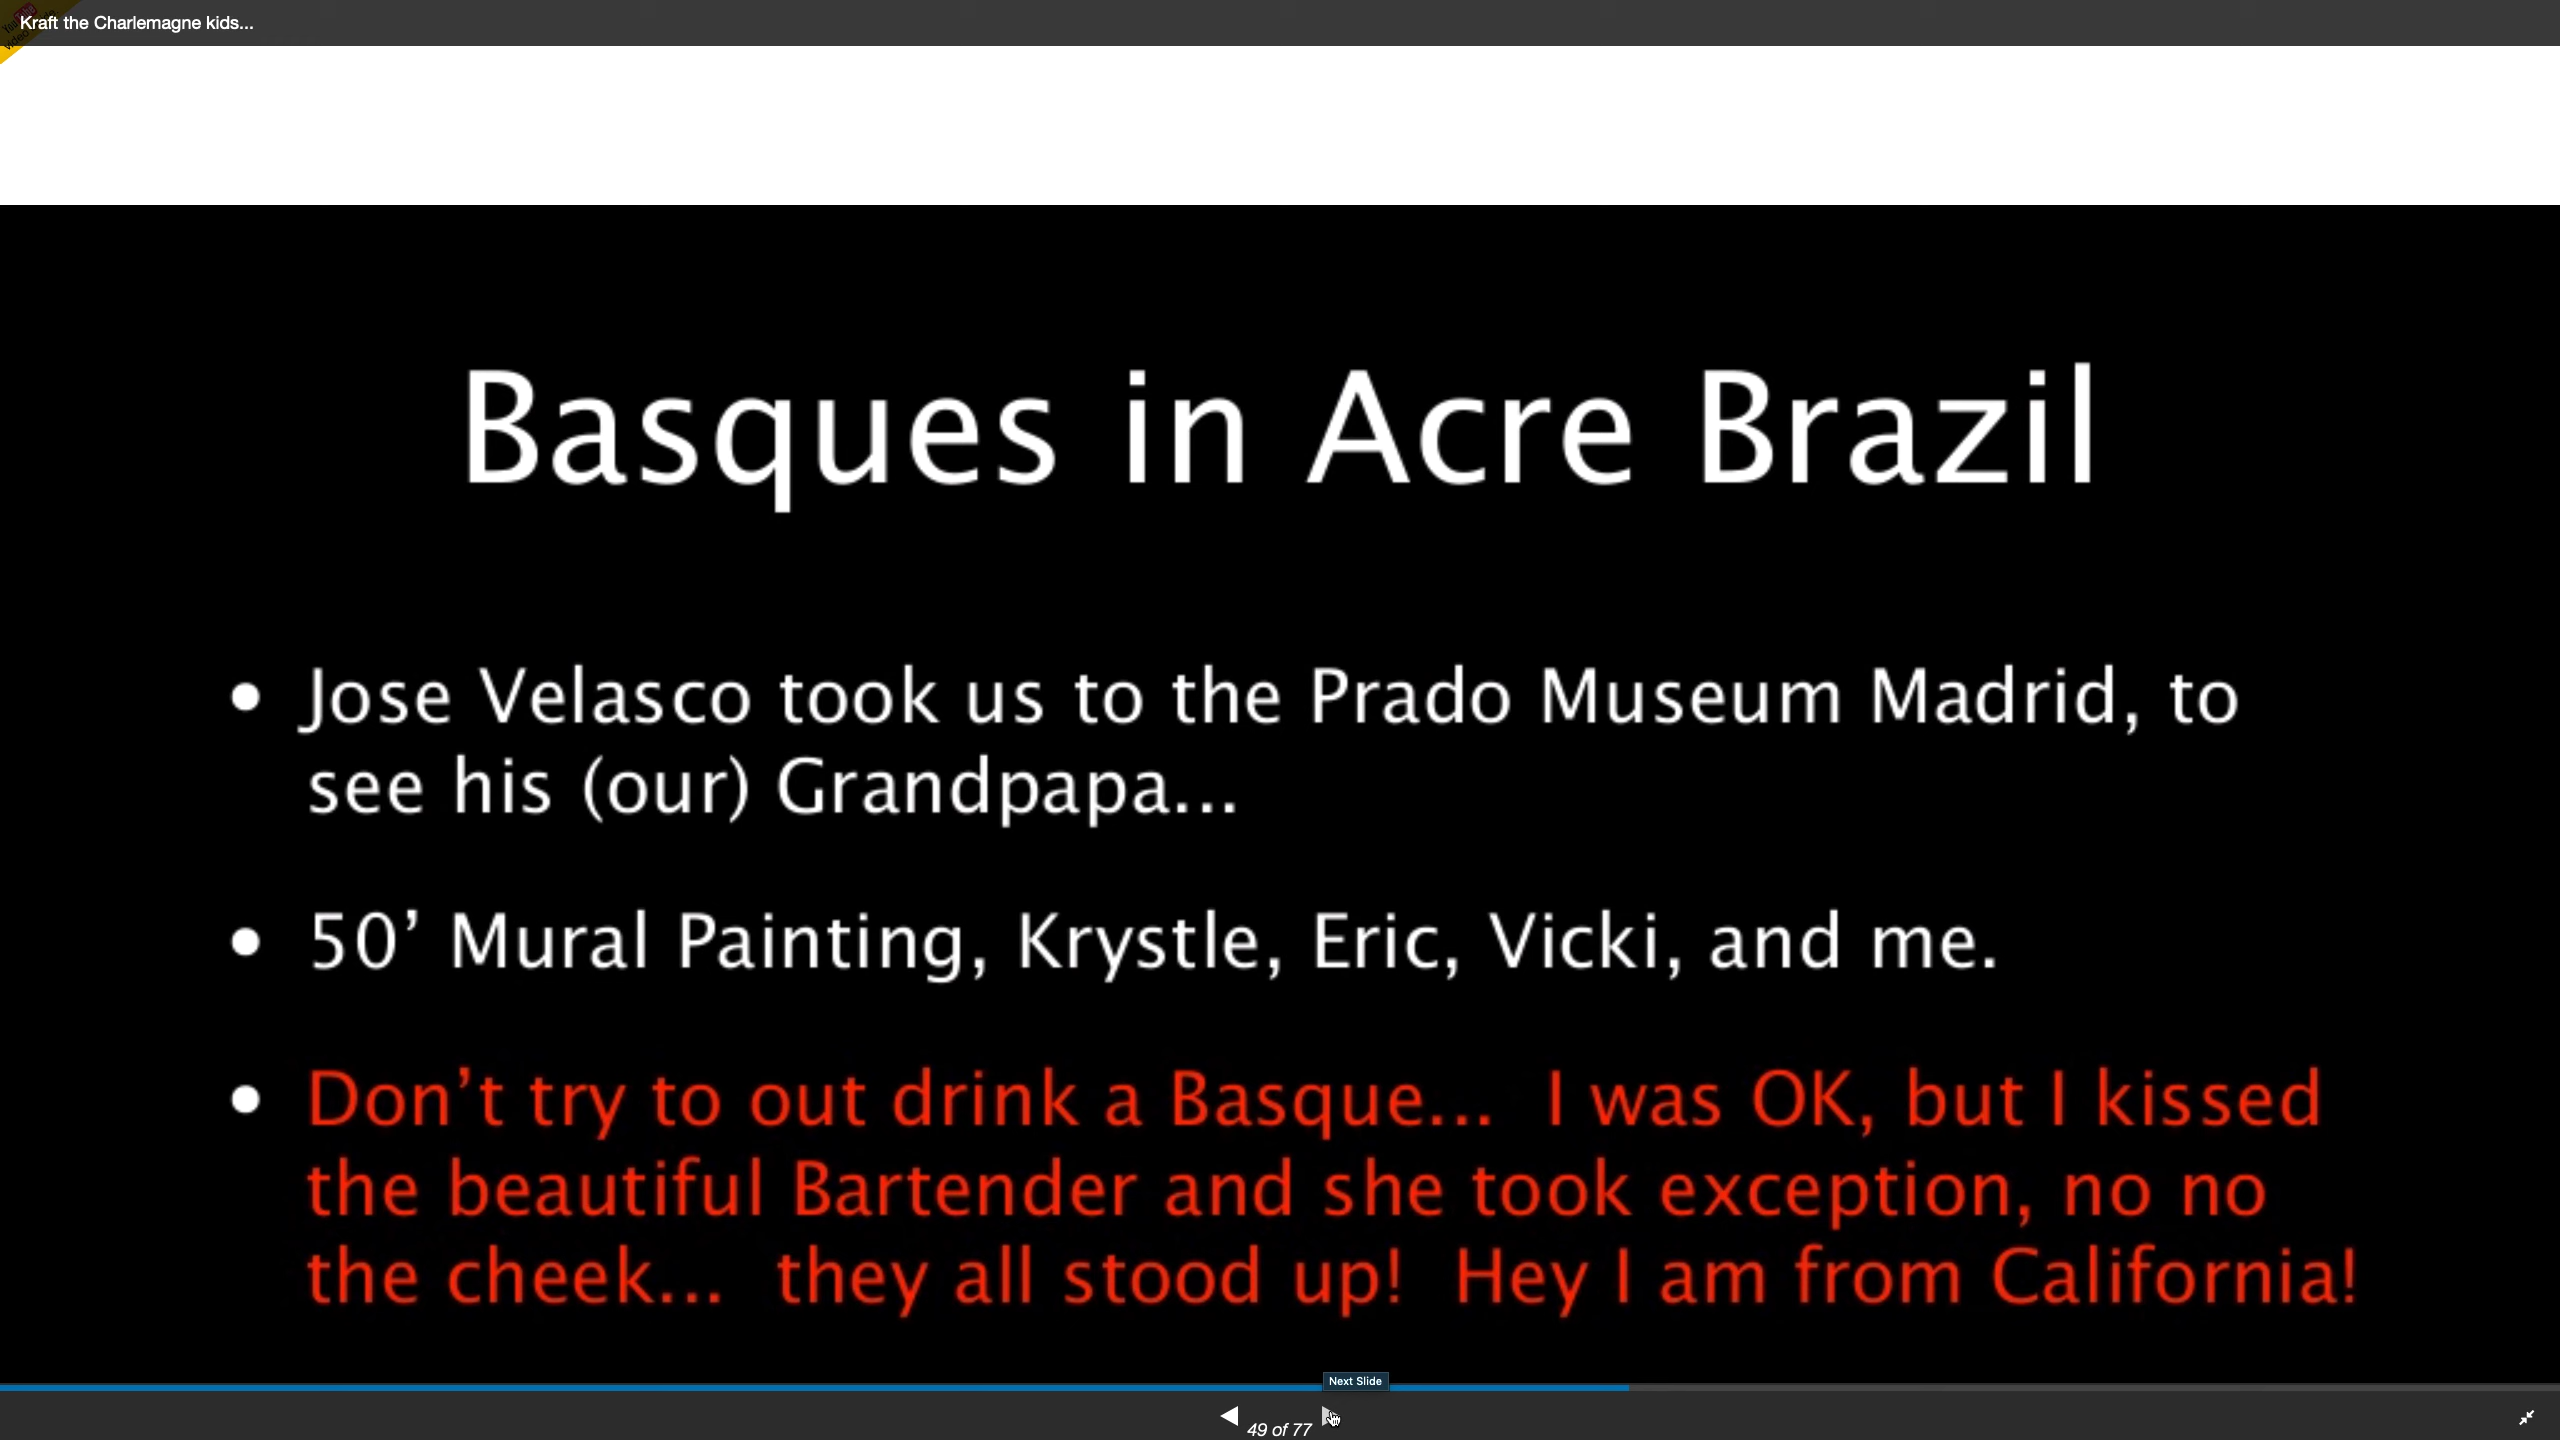 Kraft the Charlemagne kids...
Basques in Acre Brazil
• Jose Velasco took us to the Prado Museum Madrid, to
see his (our) Grandpapa...
• 50’ Mural Painting, Krystle, Eric, Vicki, and me.
• Don’t try to out drink a Basque... I was OK, but I kissed
the beautiful Bartender and she took exception, no no
the cheek... they all stood up! Hey I am from California!
Next Slide
49 of 77